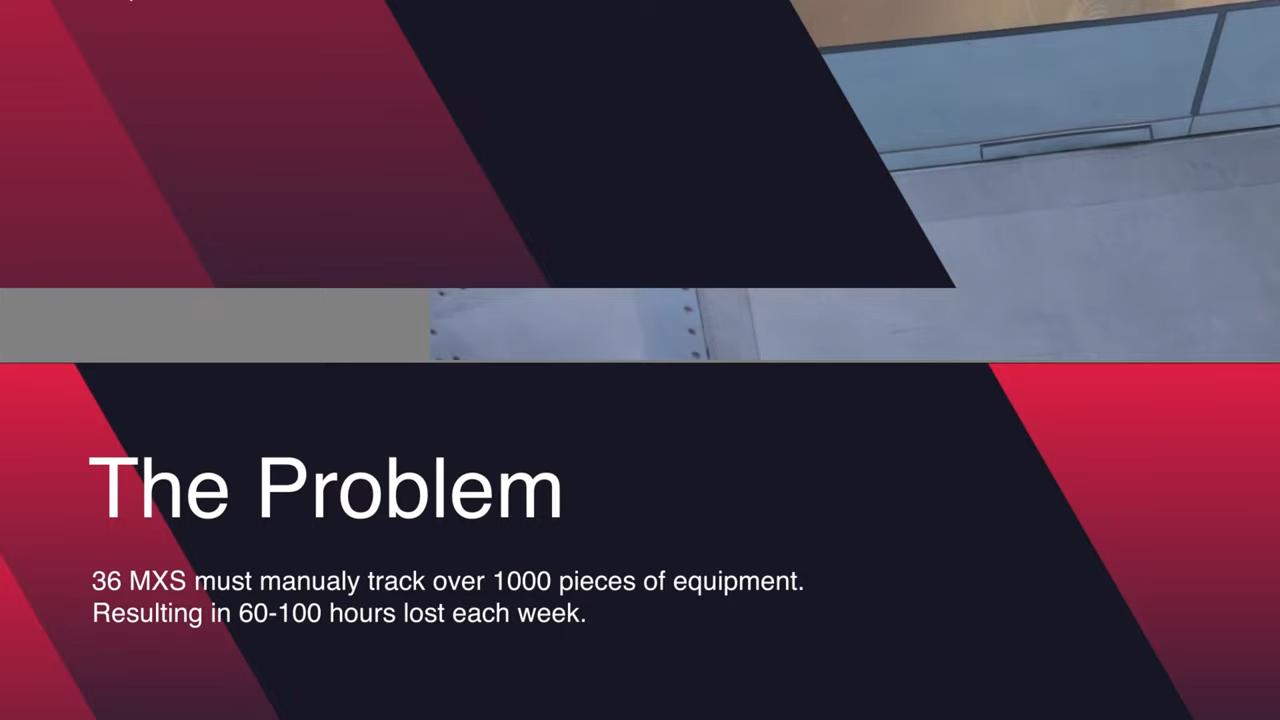 The Problem
36 MXS must manualy track over 1000 pieces of equipment.
Resulting in 60-100 hours lost each week.